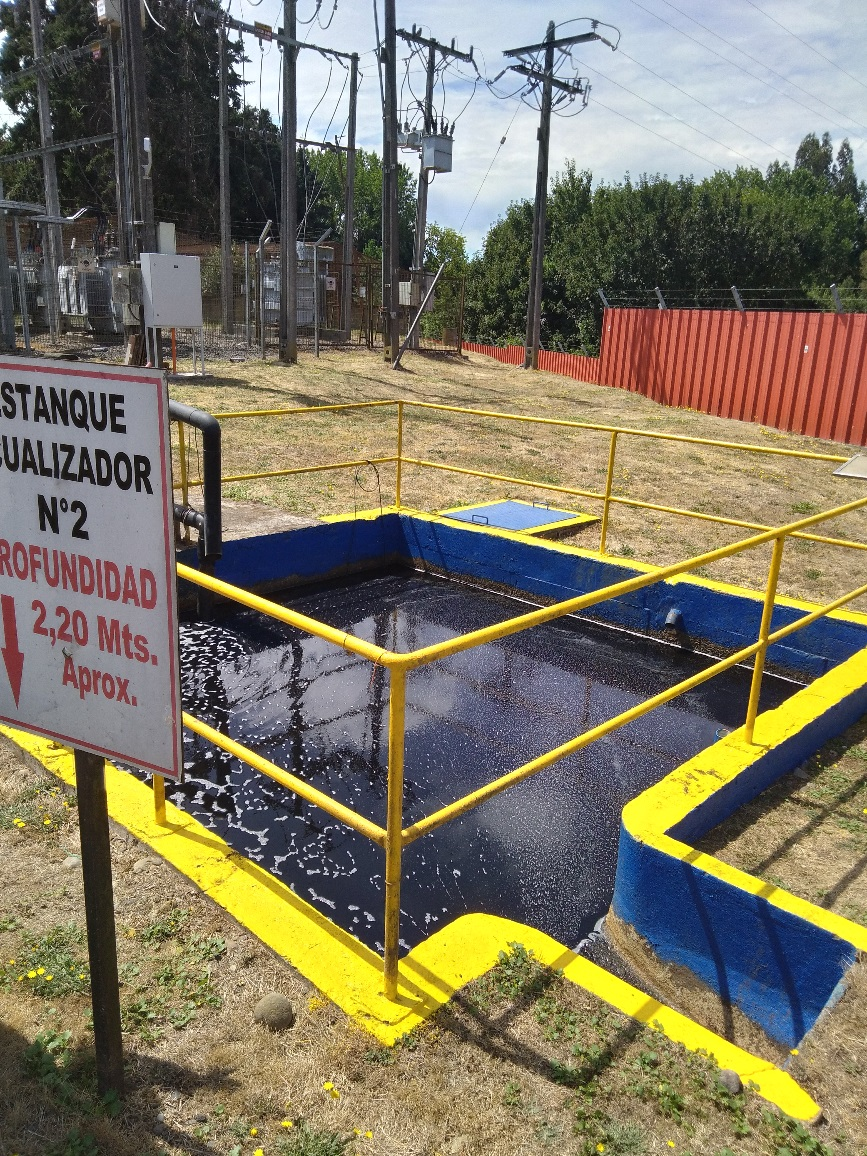 ESTANQUE
CUALIZADOR
N°2
ROFUNDIDAD
2,20 Mts.
Aprox.